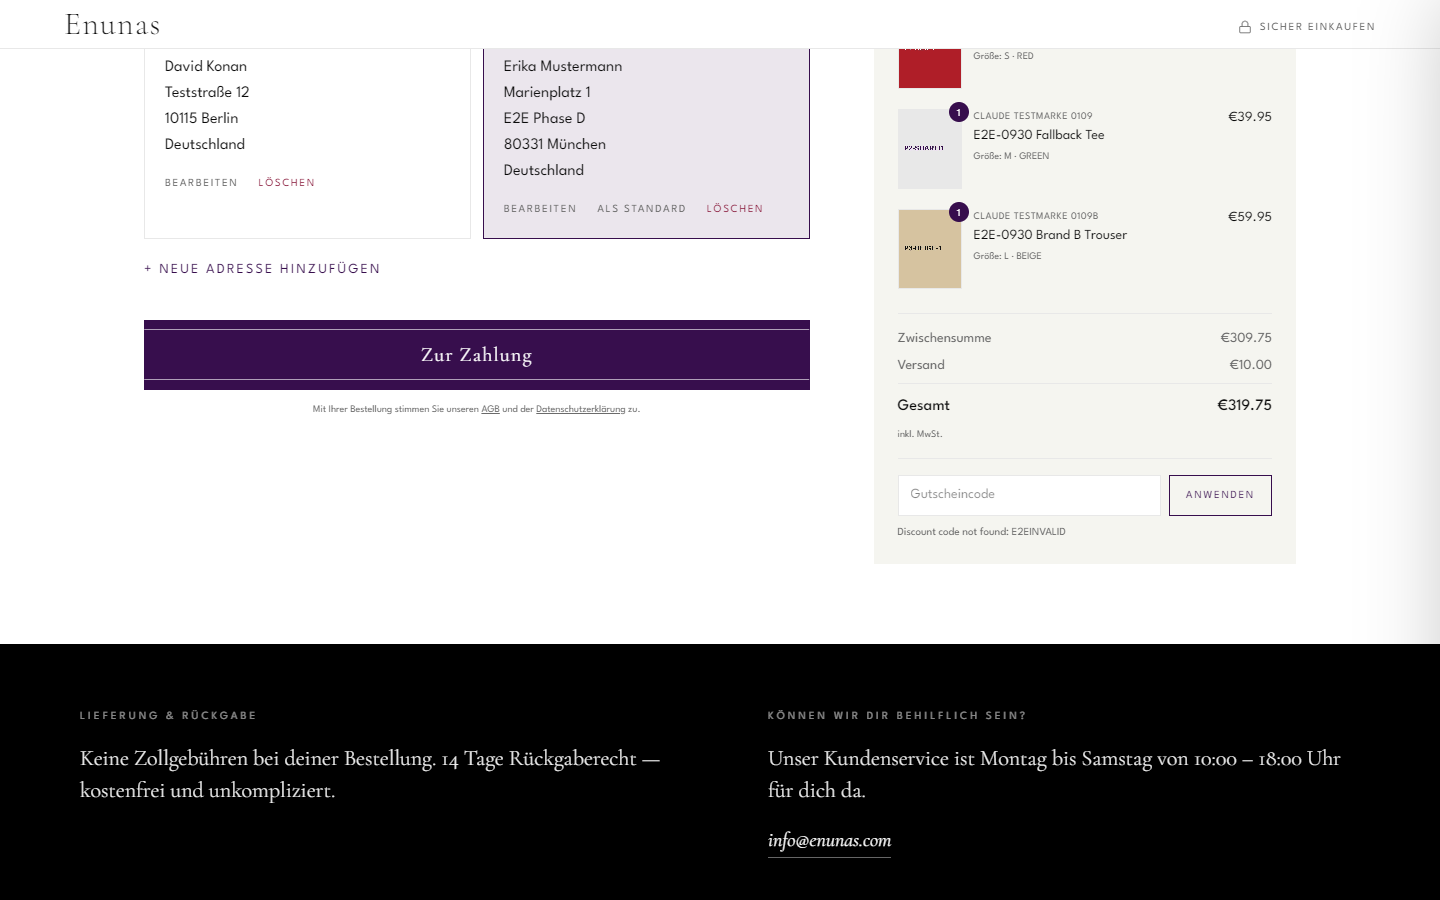 Enunas
SICHER EINKAUFEN
David Konan
Teststraße 12
10115 Berlin
Deutschland
BEARBEITEN LÖSCHEN
Erika Mustermann
Marienplatz 1
E2E Phase D
80331 München
Deutschland
BEARBEITEN ALS STANDARD LÖSCHEN
+ NEUE ADRESSE HINZUFÜGEN
Zur Zahlung
Mit Ihrer Bestellung stimmen Sie unseren AGB und der Datenschutzerklärung zu.
Größe: S · RED
1
CLAUDE TESTMARKE 0109
€39.95
E2E-0930 Fallback Tee
Größe: M · GREEN
1
CLAUDE TESTMARKE 0109B
€59.95
E2E-0930 Brand B Trouser
Größe: L · BEIGE
Zwischensumme €309.75
Versand €10.00
Gesamt €319.75
inkl. MwSt.
Gutscheincode
ANWENDEN
Discount code not found: E2EINVALID
LIEFERUNG & RÜCKGABE
Keine Zollgebühren bei deiner Bestellung. 14 Tage Rückgaberecht —
kostenfrei und unkompliziert.
KÖNNEN WIR DIR BEHILFLICH SEIN?
Unser Kundenservice ist Montag bis Samstag von 10:00 – 18:00 Uhr
für dich da.
info@enunas.com